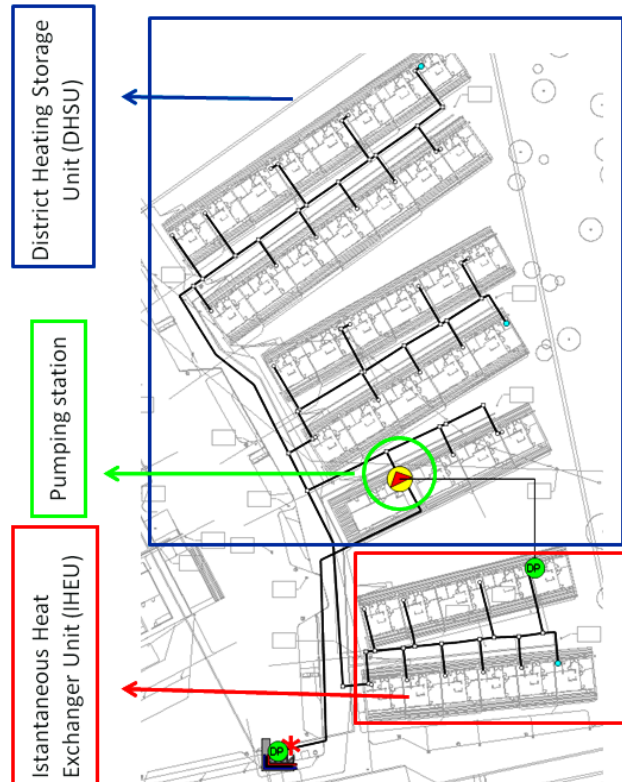 District Heating Storage
Unit (DHSU)
Pumping station
Istantaneous Heat
Exchanger Unit (IHEU)
DP
DP